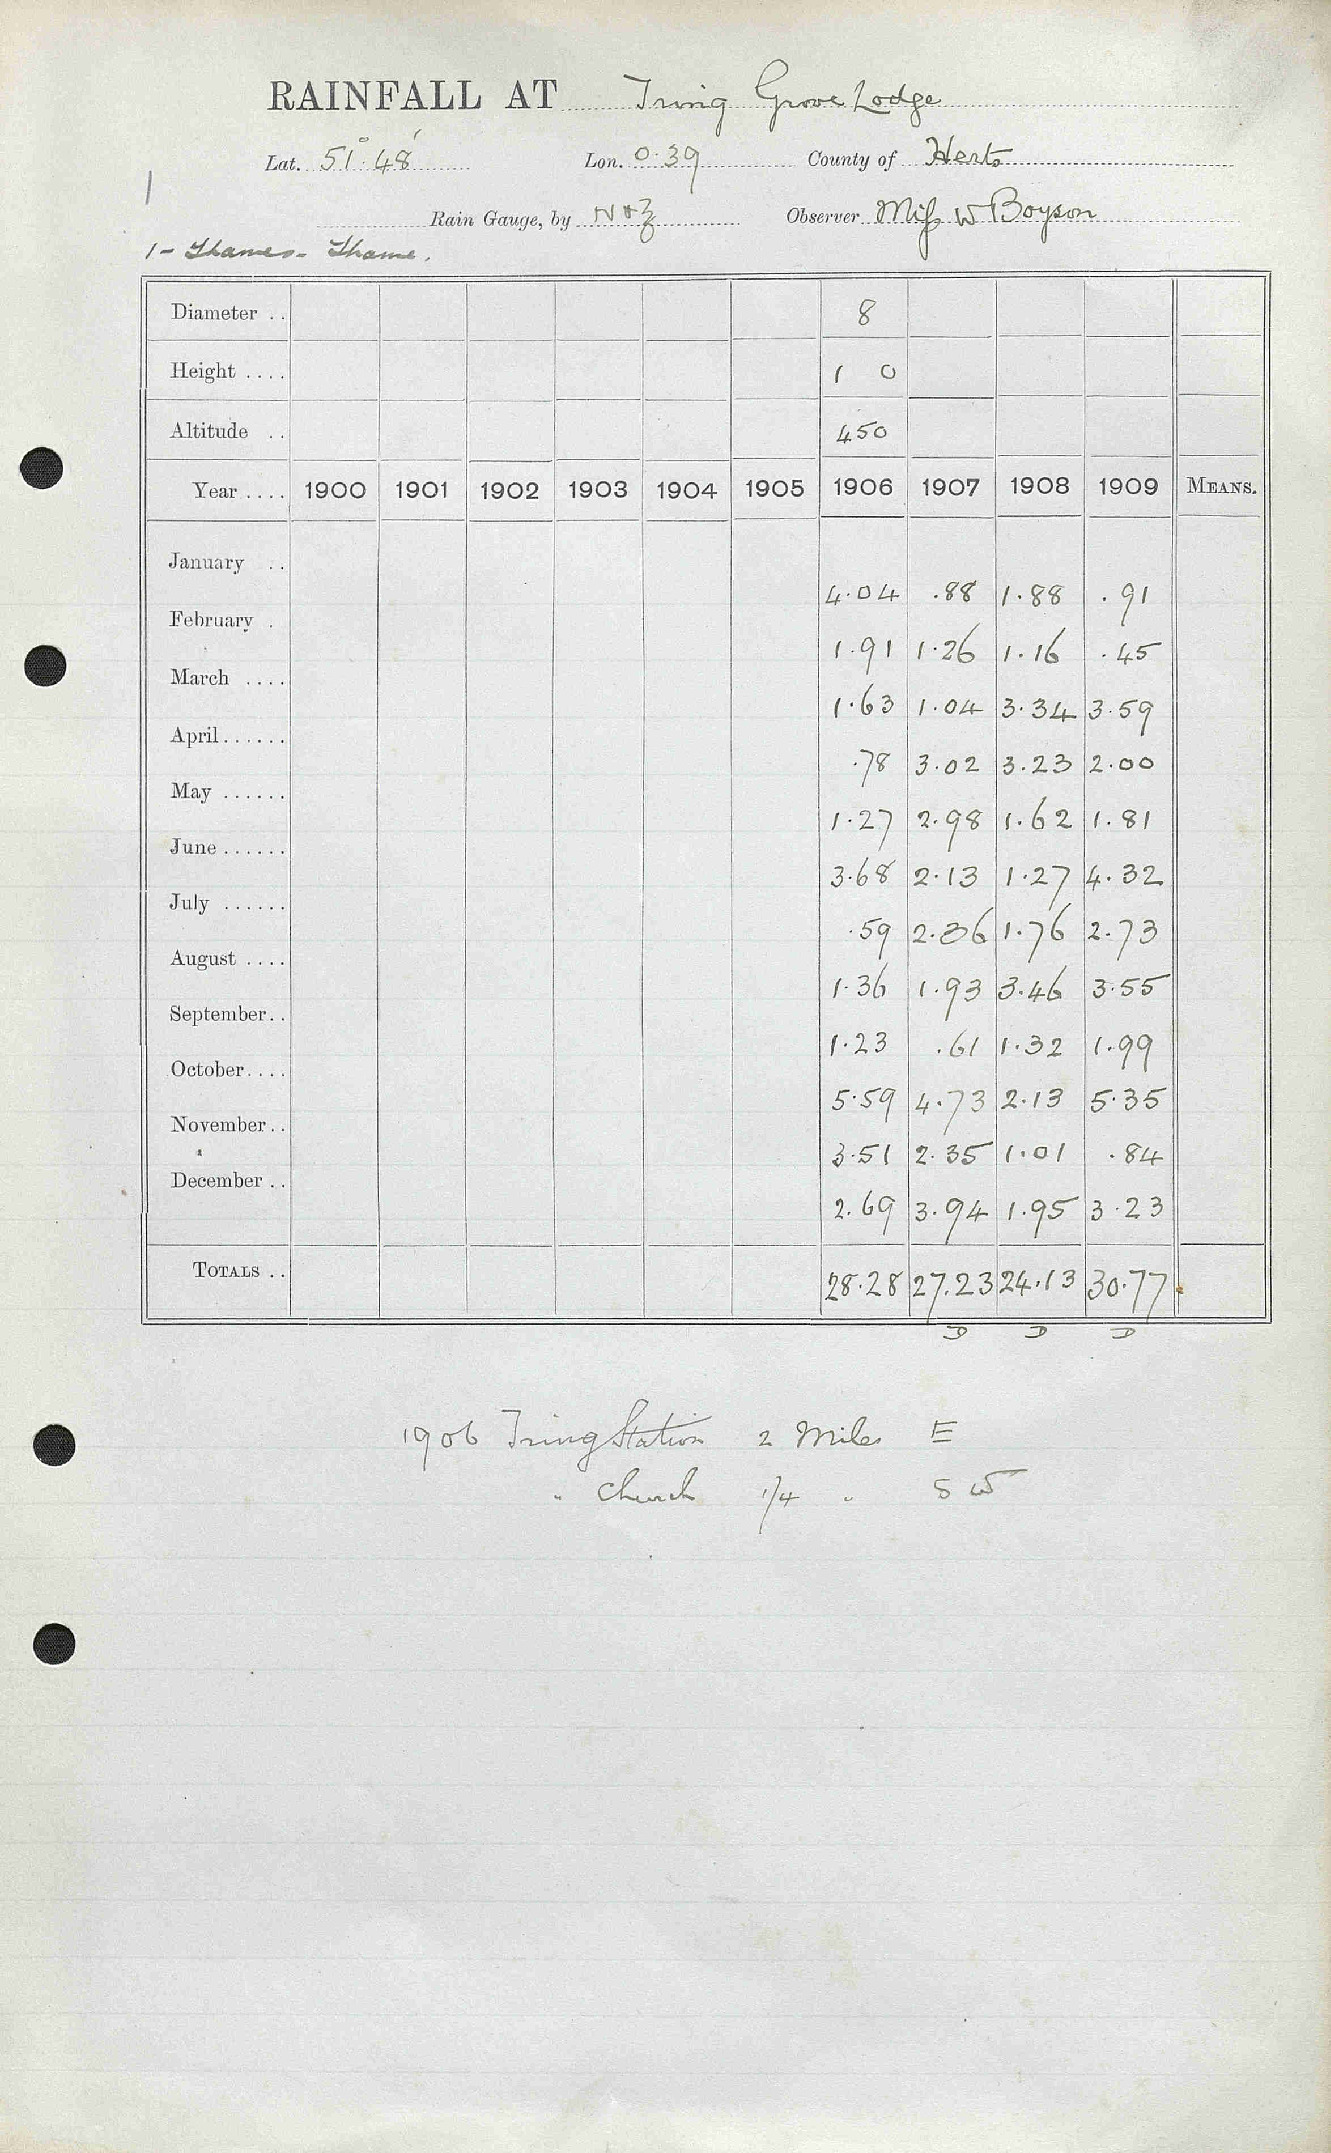 RAINFALL AT Tring Grove Lodge
Lat. 51° 48' Lon. 0·39 County of Herts
1
Rain Gauge, by N & Z Observer Miss W Boyson
1 - Thames - Thame.
Diameter .. 8
Height .... 1 0
Altitude .. 450
Year .... 1900 1901 1902 1903 1904 1905 1906 1907 1908 1909 MEANS.
January .. 4·04 ·88 1·88 ·91
February . 1·91 1·26 1·16 ·45
March .... 1·63 1·04 3·34 3·59
April...... ·78 3·02 3·23 2·00
May ...... 1·27 2·98 1·62 1·81
June ...... 3·68 2·13 1·27 4·32
July ...... ·59 2·36 1·76 2·73
August .... 1·36 1·93 3·46 3·55
September.. 1·23 ·61 1·32 1·99
October.... 5·59 4·73 2·13 5·35
November.. 3·51 2·35 1·01 ·84
December .. 2·69 3·94 1·95 3·23
TOTALS .. 28·28 27·23 24·13 30·77
D D D
1906 Tring Station 2 Miles E
" Church 1/4 " SW